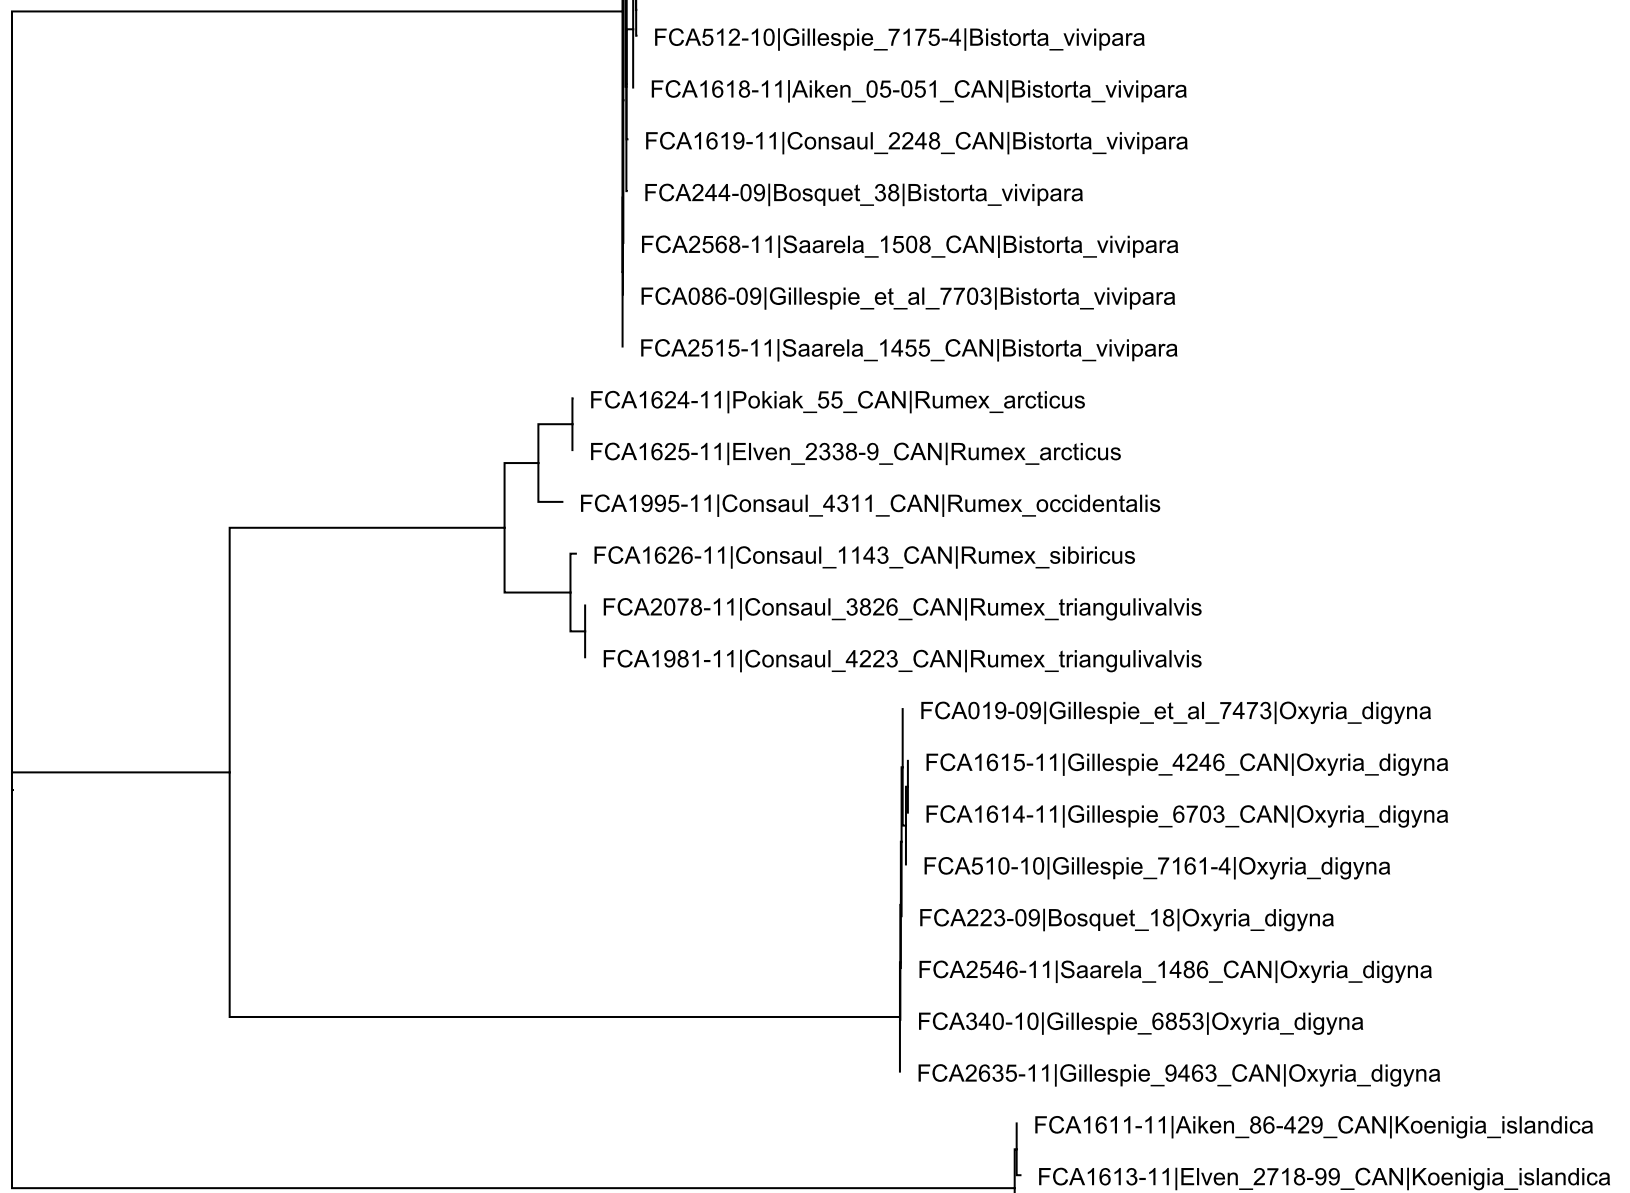 FCA512-10|Gillespie_7175-4|Bistorta_vivipara
FCA1618-11|Aiken_05-051_CAN|Bistorta_vivipara
FCA1619-11|Consaul_2248_CAN|Bistorta_vivipara
FCA244-09|Bosquet_38|Bistorta_vivipara
FCA2568-11|Saarela_1508_CAN|Bistorta_vivipara
FCA086-09|Gillespie_et_al_7703|Bistorta_vivipara
FCA2515-11|Saarela_1455_CAN|Bistorta_vivipara
FCA1624-11|Pokiak_55_CAN|Rumex_arcticus
FCA1625-11|Elven_2338-9_CAN|Rumex_arcticus
FCA1995-11|Consaul_4311_CAN|Rumex_occidentalis
FCA1626-11|Consaul_1143_CAN|Rumex_sibiricus
FCA2078-11|Consaul_3826_CAN|Rumex_triangulivalvis
FCA1981-11|Consaul_4223_CAN|Rumex_triangulivalvis
FCA019-09|Gillespie_et_al_7473|Oxyria_digyna
FCA1615-11|Gillespie_4246_CAN|Oxyria_digyna
FCA1614-11|Gillespie_6703_CAN|Oxyria_digyna
FCA510-10|Gillespie_7161-4|Oxyria_digyna
FCA223-09|Bosquet_18|Oxyria_digyna
FCA2546-11|Saarela_1486_CAN|Oxyria_digyna
FCA340-10|Gillespie_6853|Oxyria_digyna
FCA2635-11|Gillespie_9463_CAN|Oxyria_digyna
FCA1611-11|Aiken_86-429_CAN|Koenigia_islandica
FCA1613-11|Elven_2718-99_CAN|Koenigia_islandica